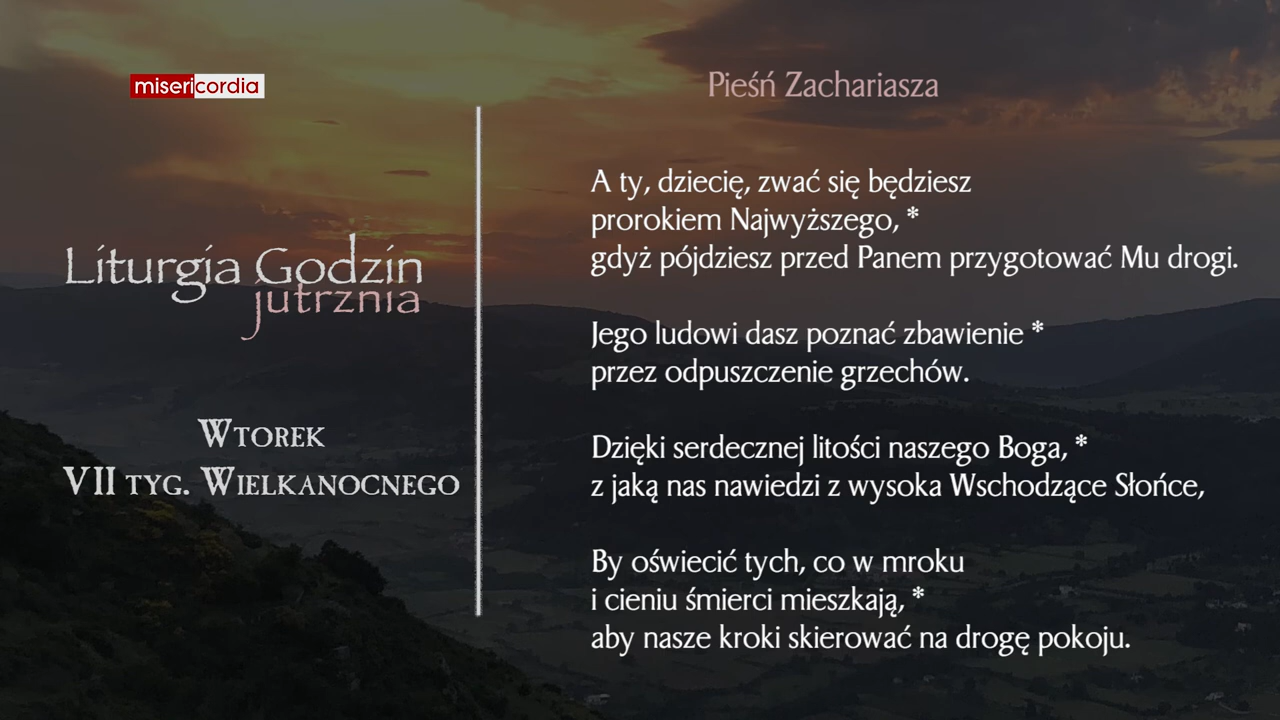 misericordia
Liturgia Godzin
jutrznia
Wtorek
VII tyg. Wielkanocnego
Pieśń Zachariasza
A ty, dziecię, zwać się będziesz
prorokiem Najwyższego, *
gdyż pójdziesz przed Panem przygotować Mu drogi.
Jego ludowi dasz poznać zbawienie *
przez odpuszczenie grzechów.
Dzięki serdecznej litości naszego Boga, *
z jaką nas nawiedzi z wysoka Wschodzące Słońce,
By oświecić tych, co w mroku
i cieniu śmierci mieszkają, *
aby nasze kroki skierować na drogę pokoju.